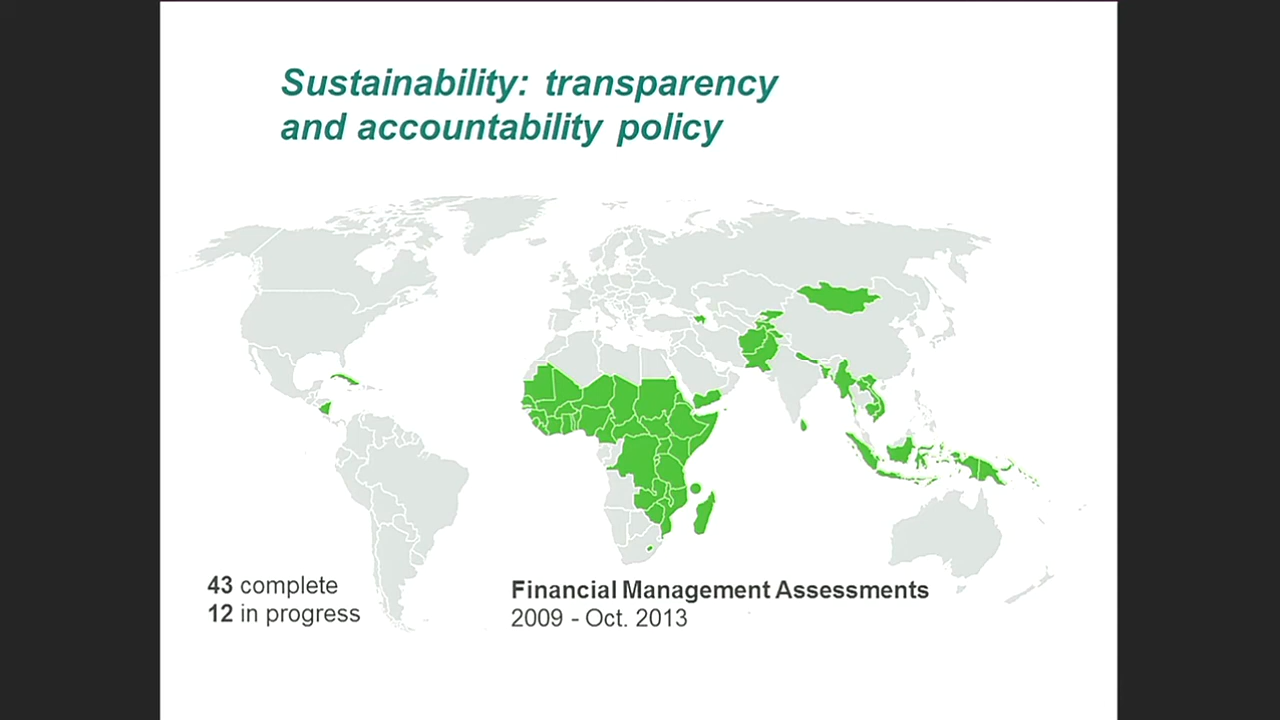 Sustainability: transparency
and accountability policy
43 complete
12 in progress
Financial Management Assessments
2009 - Oct. 2013